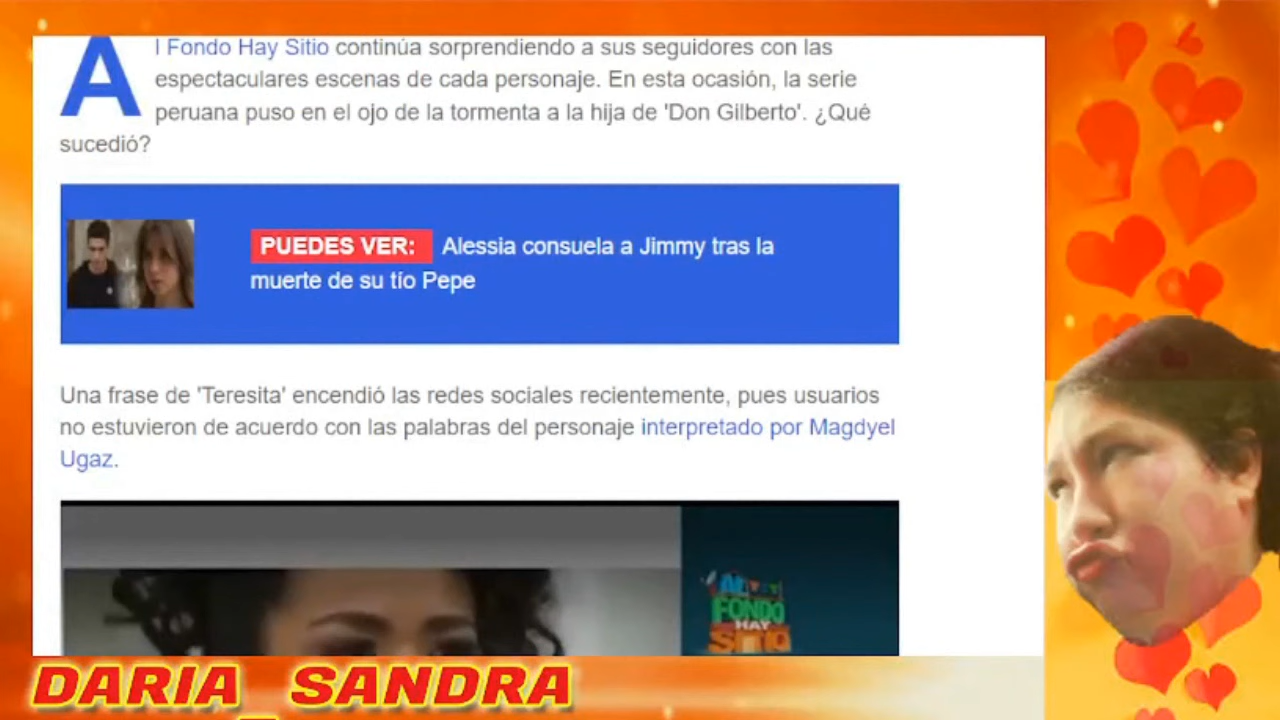 Al Fondo Hay Sitio continúa sorprendiendo a sus seguidores con las
espectaculares escenas de cada personaje. En esta ocasión, la serie
peruana puso en el ojo de la tormenta a la hija de 'Don Gilberto'. ¿Qué
sucedió?
PUEDES VER: Alessia consuela a Jimmy tras la
muerte de su tío Pepe
Una frase de 'Teresita' encendió las redes sociales recientemente, pues usuarios
no estuvieron de acuerdo con las palabras del personaje interpretado por Magdyel
Ugaz.
AL
FONDO
HAY
SITIO
DARIA SANDRA